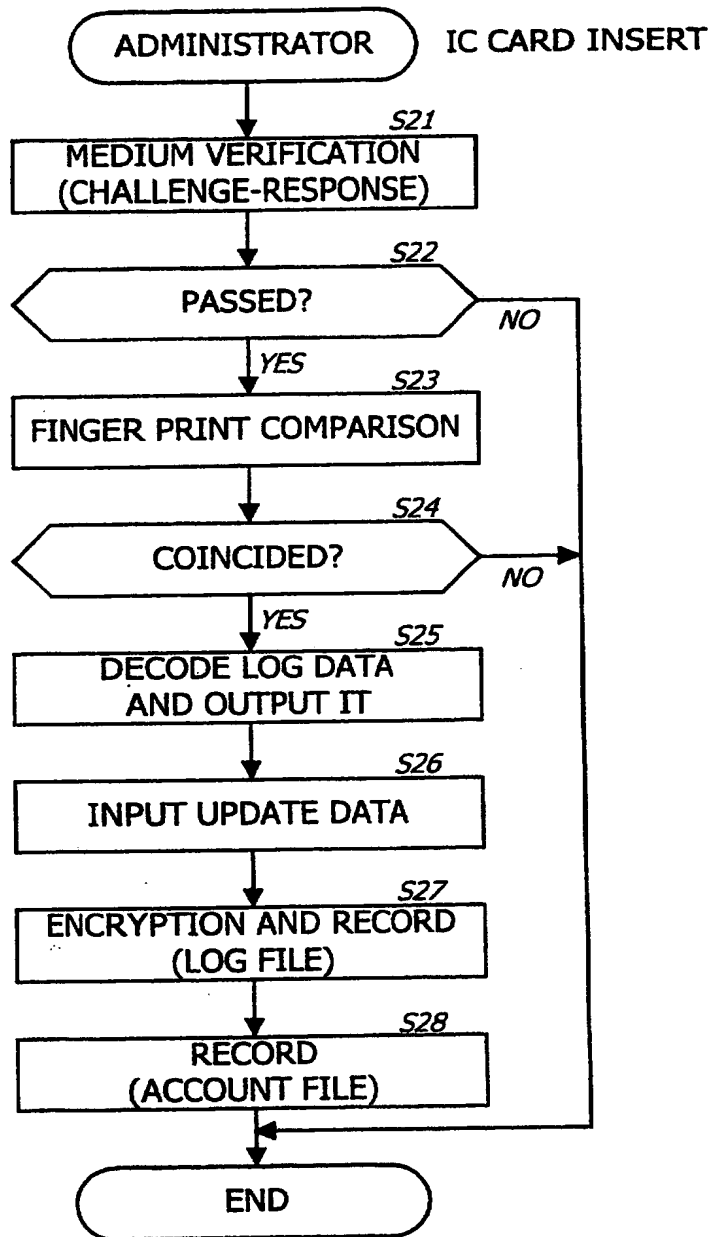 ADMINISTRATOR
IC CARD INSERT
S21
MEDIUM VERIFICATION
(CHALLENGE-RESPONSE)
S22
PASSED?
NO
YES
S23
FINGER PRINT COMPARISON
S24
COINCIDED?
NO
YES
S25
DECODE LOG DATA
AND OUTPUT IT
S26
INPUT UPDATE DATA
S27
ENCRYPTION AND RECORD
(LOG FILE)
S28
RECORD
(ACCOUNT FILE)
END